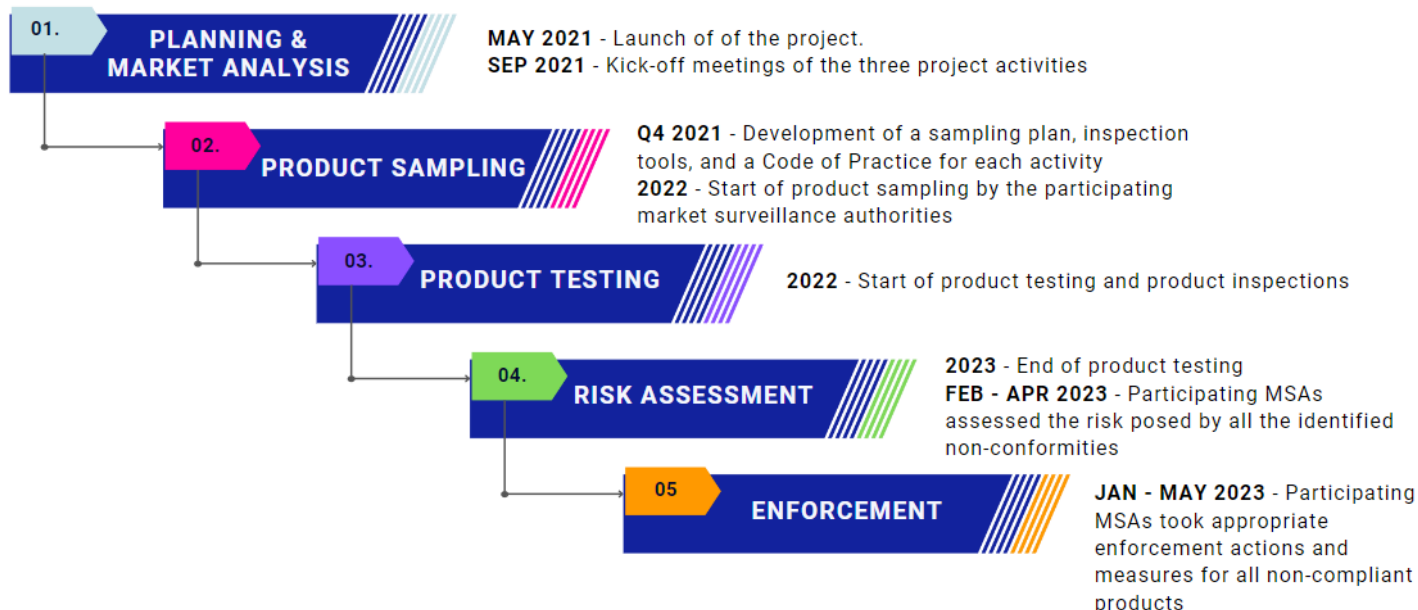 01.
PLANNING &
MARKET ANALYSIS
MAY 2021 - Launch of of the project.
SEP 2021 - Kick-off meetings of the three project activities
02.
PRODUCT SAMPLING
Q4 2021 - Development of a sampling plan, inspection
tools, and a Code of Practice for each activity
2022 - Start of product sampling by the participating
market surveillance authorities
03.
PRODUCT TESTING
2022 - Start of product testing and product inspections
04.
RISK ASSESSMENT
2023 - End of product testing
FEB - APR 2023 - Participating MSAs
assessed the risk posed by all the identified
non-conformities
05
ENFORCEMENT
JAN - MAY 2023 - Participating
MSAs took appropriate
enforcement actions and
measures for all non-compliant
products